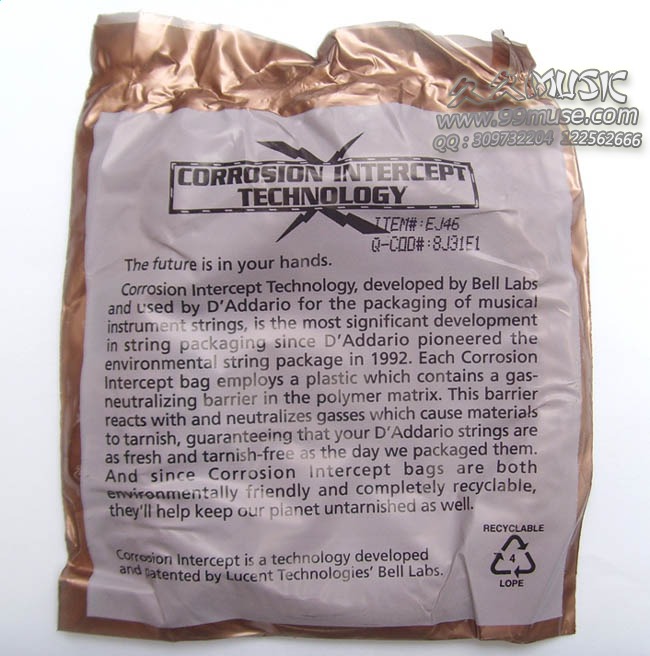 久久MUSIC
www.99muse.com
QQ：309732204 222562666
CORROSION INTERCEPT
TECHNOLOGY
ITEM#:EJ46
Q-COD#:8J31F1
The future is in your hands.
Corrosion Intercept Technology, developed by Bell Labs
and used by D'Addario for the packaging of musical
instrument strings, is the most significant development
in string packaging since D'Addario pioneered the
environmental string package in 1992. Each Corrosion
Intercept bag employs a plastic which contains a gas-
neutralizing barrier in the polymer matrix. This barrier
reacts with and neutralizes gasses which cause materials
to tarnish, guaranteeing that your D'Addario strings are
as fresh and tarnish-free as the day we packaged them.
And since Corrosion Intercept bags are both
environmentally friendly and completely recyclable,
they'll help keep our planet untarnished as well.
Corrosion Intercept is a technology developed
and patented by Lucent Technologies' Bell Labs.
RECYCLABLE
4
LOPE